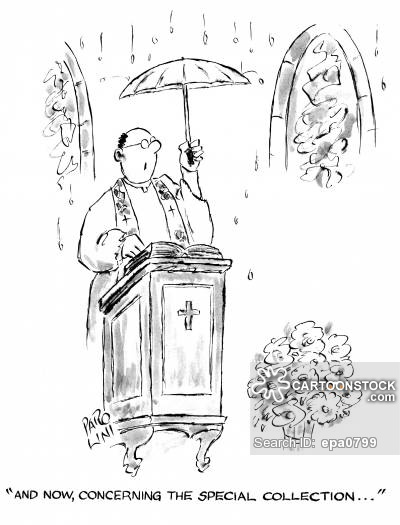 PARO
LINI
CARTOONSTOCK
.com
Search-ID: epa0799
"AND NOW, CONCERNING THE SPECIAL COLLECTION..."